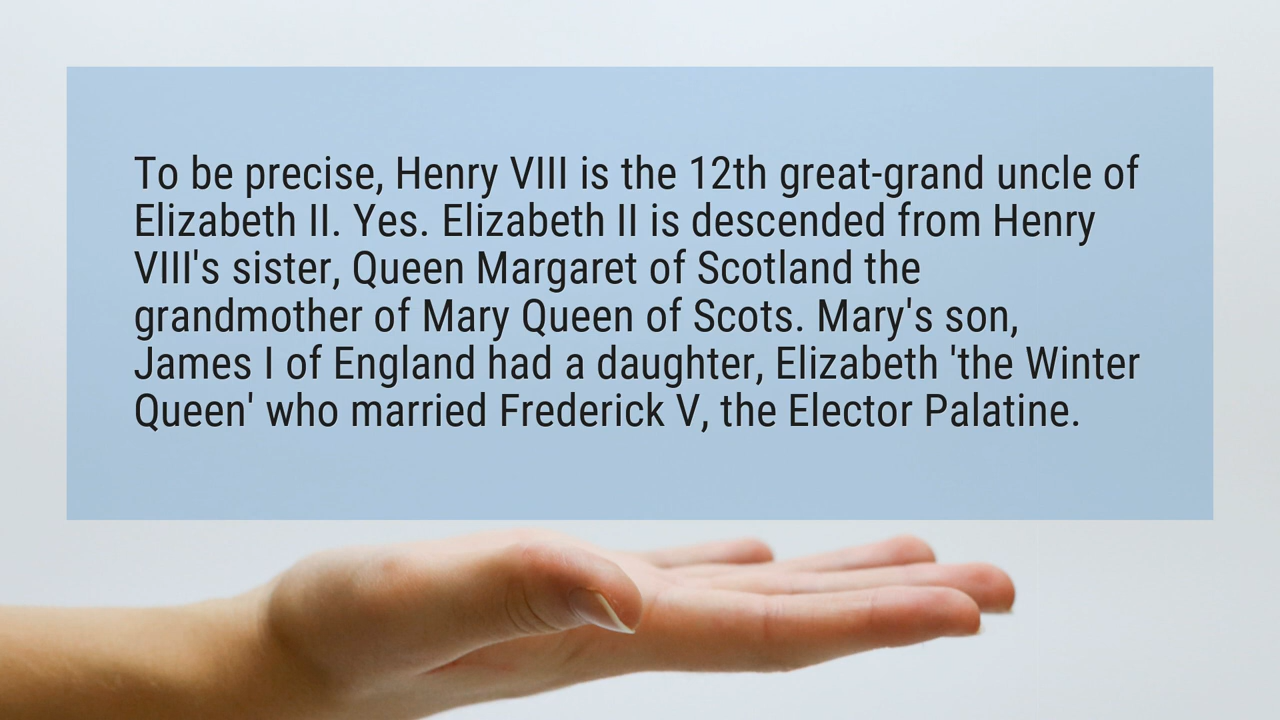 To be precise, Henry VIII is the 12th great-grand uncle of
Elizabeth II. Yes. Elizabeth II is descended from Henry
VIII's sister, Queen Margaret of Scotland the
grandmother of Mary Queen of Scots. Mary's son,
James I of England had a daughter, Elizabeth 'the Winter
Queen' who married Frederick V, the Elector Palatine.